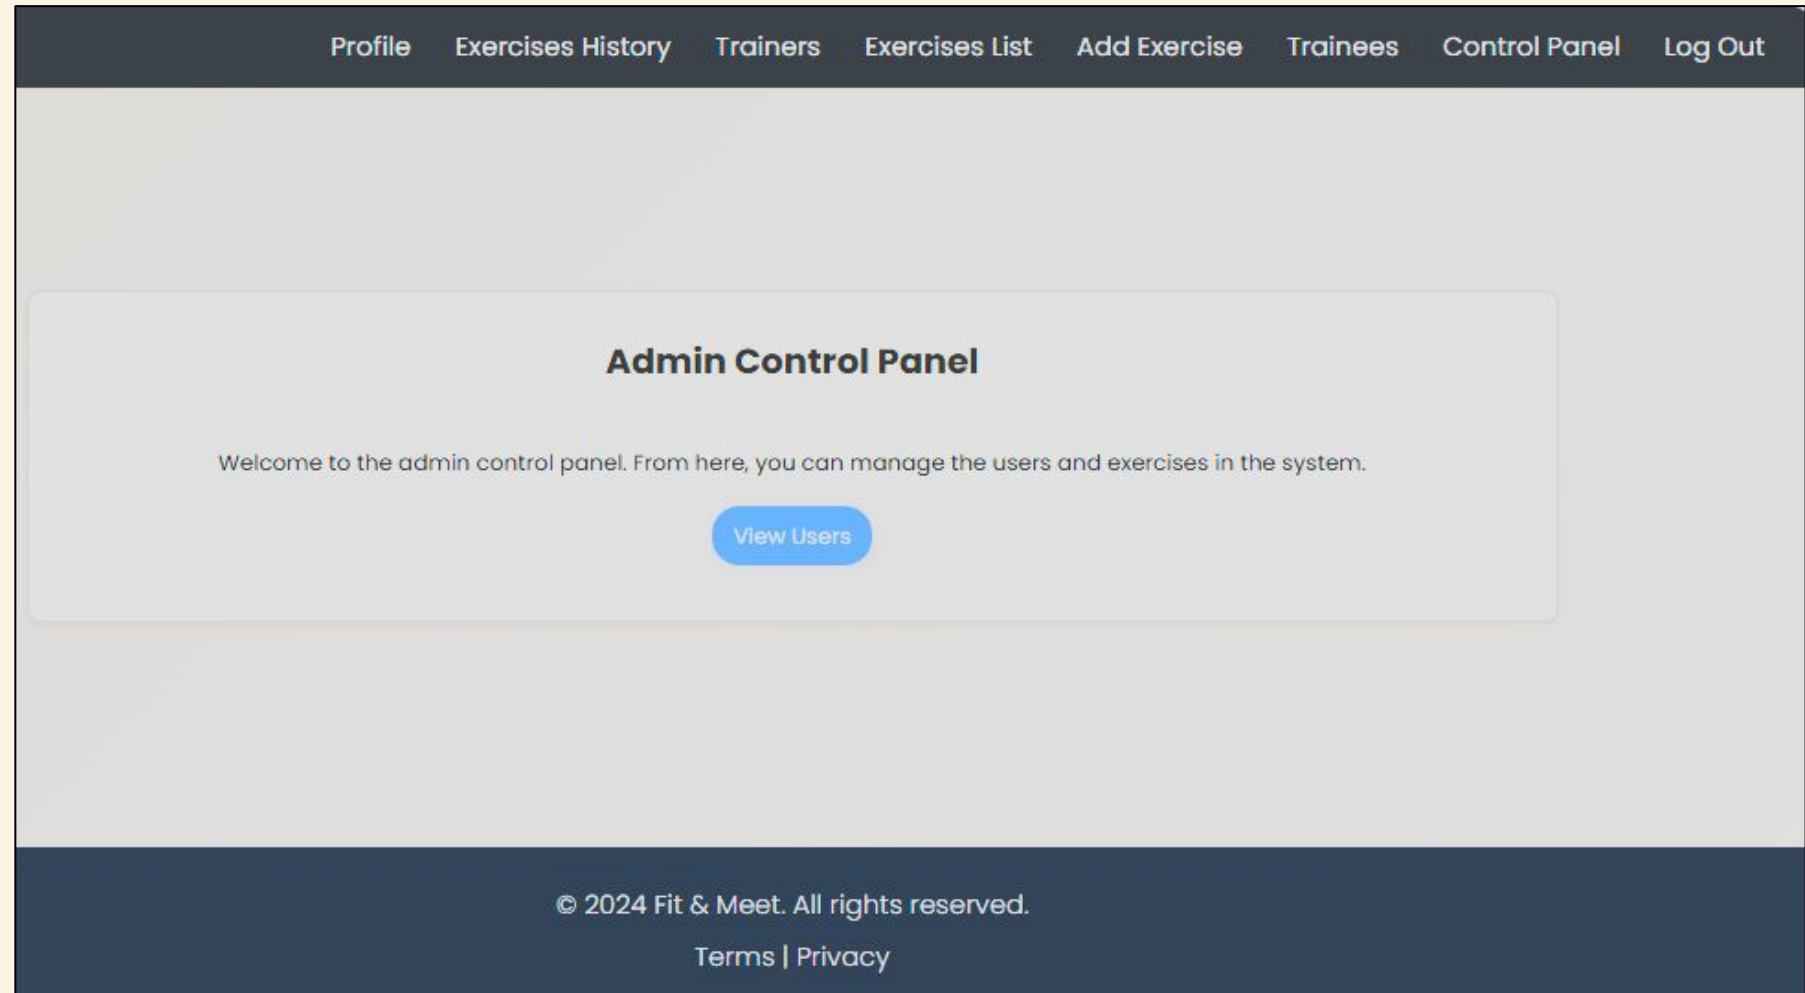 Profile Exercises History Trainers Exercises List Add Exercise Trainees Control Panel Log Out
Admin Control Panel
Welcome to the admin control panel. From here, you can manage the users and exercises in the system.
View Users
© 2024 Fit & Meet. All rights reserved.
Terms | Privacy